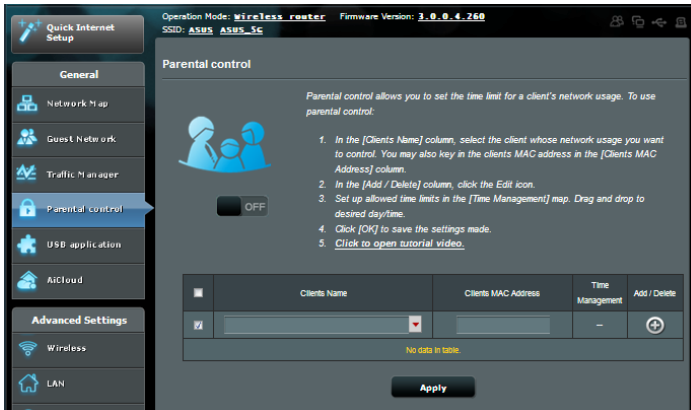 Operation Mode: Wireless router Firmware Version: 3.0.0.4.260
SSID: ASUS ASUS_5G
Quick Internet
Setup
General
Network Map
Guest Network
Traffic Manager
Parental control
USB application
AiCloud
Advanced Settings
Wireless
LAN
Parental control
Parental control allows you to set the time limit for a client's network usage. To use
parental control:
1. In the [Clients Name] column, select the client whose network usage you want
to control. You may also key in the clients MAC address in the [Clients MAC
Address] column.
2. In the [Add / Delete] column, click the Edit icon.
3. Set up allowed time limits in the [Time Management] map. Drag and drop to
desired day/time.
4. Click [OK] to save the settings made.
5. Click to open tutorial video.
OFF
Clients Name Clients MAC Address Time Management Add / Delete
–
No data in table.
Apply